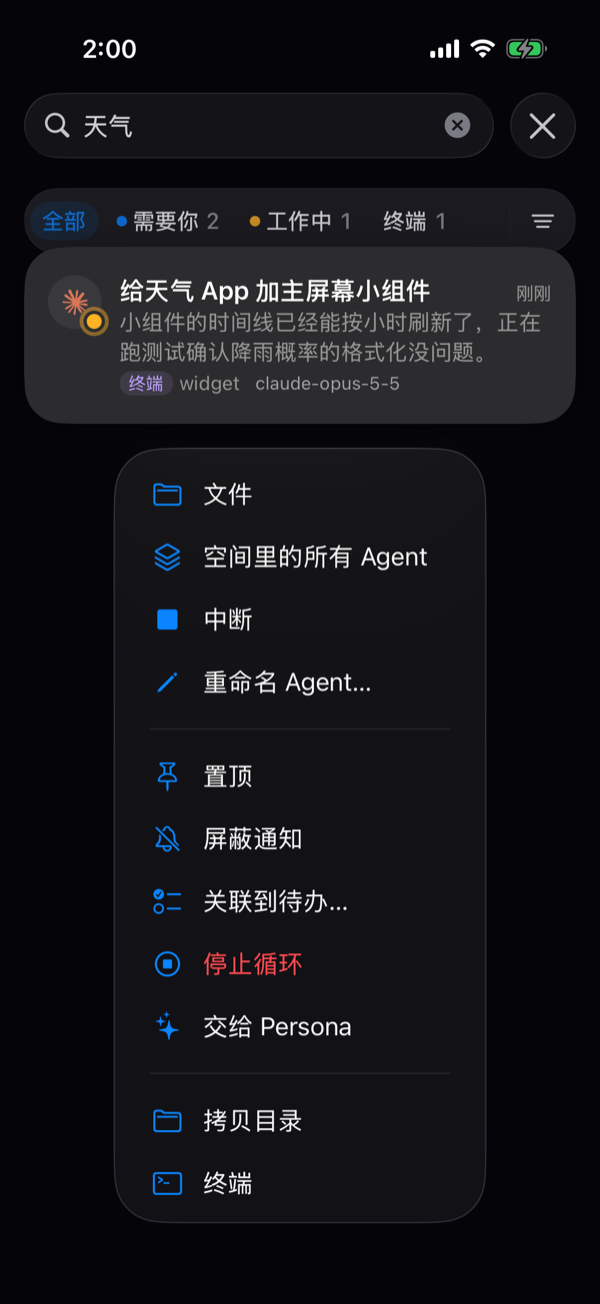 2:00
天气
全部
需要你 2
工作中 1
终端 1
给天气 App 加主屏幕小组件
刚刚
小组件的时间线已经能按小时刷新了，正在
跑测试确认降雨概率的格式化没问题。
终端 widget claude-opus-5-5
文件
空间里的所有 Agent
中断
重命名 Agent...
置顶
屏蔽通知
关联到待办...
停止循环
交给 Persona
拷贝目录
终端